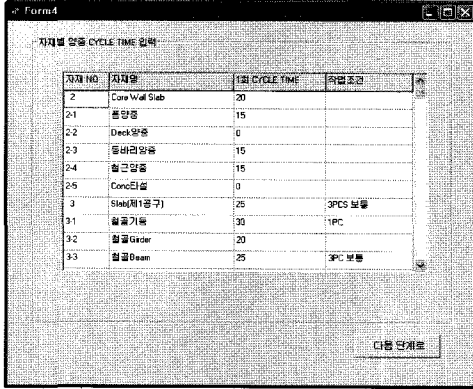 Form4
자재별 양중 CYCLE TIME 입력
자재 NO 자재명 1회 CYCLE TIME 작업조건
2 Core Wall Slab 20
2-1 폼양중 15
2-2 Deck양중 0
2-3 동바리양중 15
2-4 철근양중 15
2-5 Conc타설 0
3 Slab(제1공구) 25 3PCS 보통
3-1 철골기둥 30 1PC
3-2 철골Girder 20
3-3 철골Beam 25 3PC 보통
다음 단계로